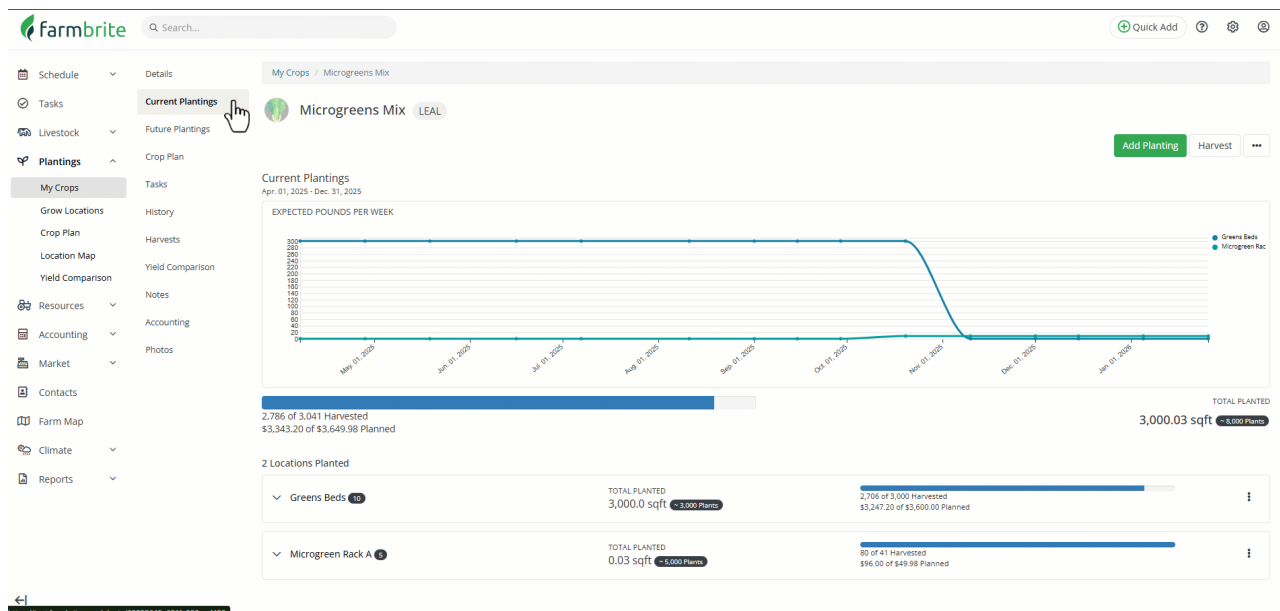 farmbrite
Search...
Quick Add
Schedule
Tasks
Livestock
Plantings
My Crops
Grow Locations
Crop Plan
Location Map
Yield Comparison
Resources
Accounting
Market
Contacts
Farm Map
Climate
Reports
Details
Current Plantings
Future Plantings
Crop Plan
Tasks
History
Harvests
Yield Comparison
Notes
Accounting
Photos
My Crops / Microgreens Mix
Microgreens Mix LEAL
Add Planting Harvest
Current Plantings
Apr. 01, 2025 - Dec. 31, 2025
EXPECTED POUNDS PER WEEK
300
280
260
240
220
200
180
160
140
120
100
80
60
40
20
0
May. 01, 2025
Jun. 01, 2025
Jul. 01, 2025
Aug. 01, 2025
Sep. 01, 2025
Oct. 01, 2025
Nov. 01, 2025
Dec. 01, 2025
Jan. 01, 2026
Greens Beds
Microgreen Rac
2,786 of 3,041 Harvested
$3,343.20 of $3,649.98 Planned
TOTAL PLANTED
3,000.03 sqft ~ 8,000 Plants
2 Locations Planted
Greens Beds 10
TOTAL PLANTED
3,000.0 sqft ~ 3,000 Plants
2,706 of 3,000 Harvested
$3,247.20 of $3,600.00 Planned
Microgreen Rack A 5
TOTAL PLANTED
0.03 sqft ~ 5,000 Plants
80 of 41 Harvested
$96.00 of $49.98 Planned